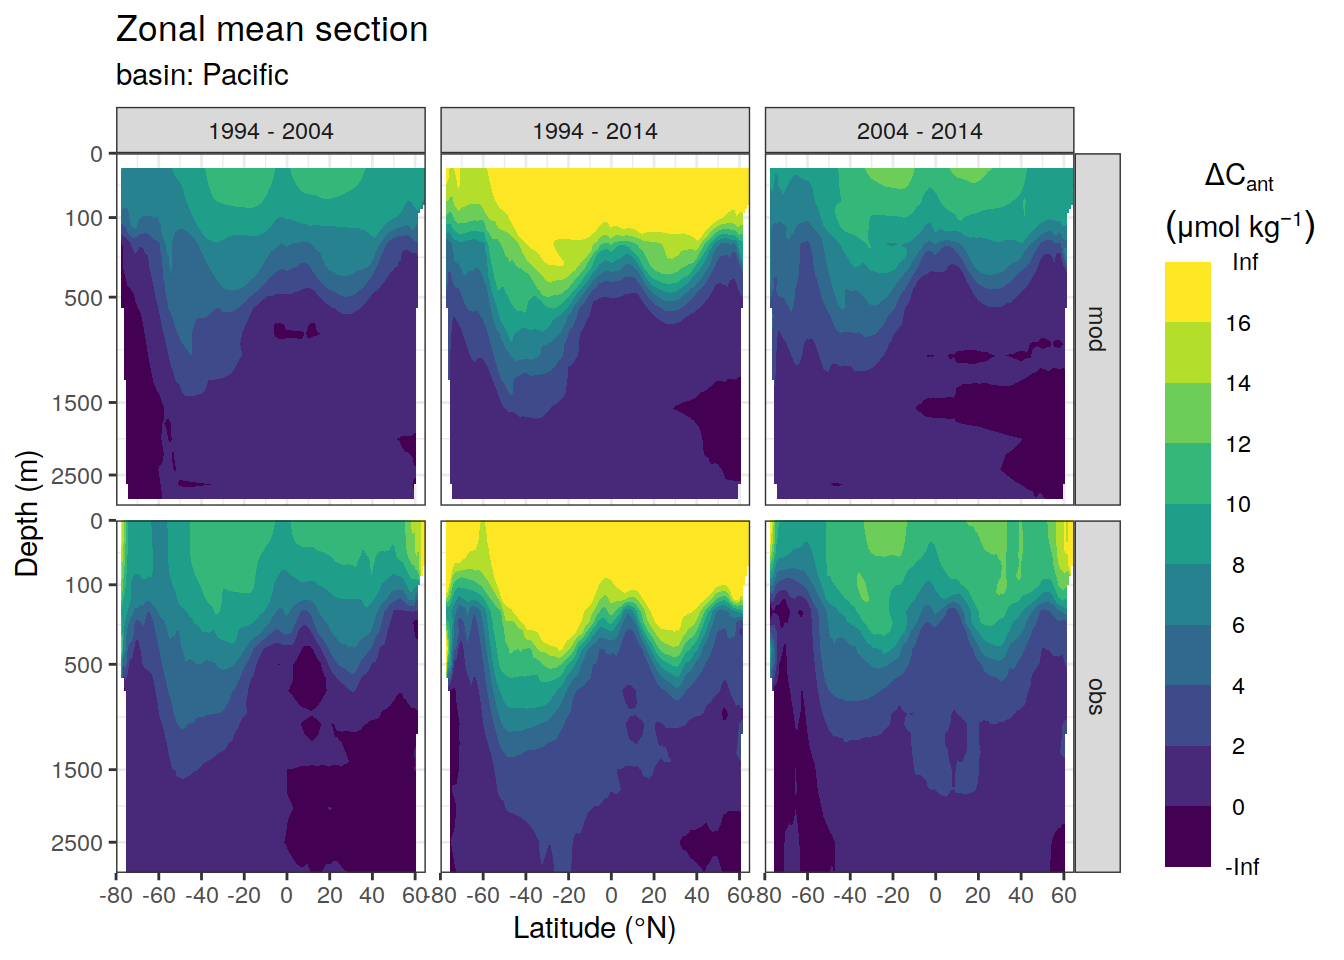 Zonal mean section
basin: Pacific
1994 - 2004
1994 - 2014
2004 - 2014
0
100
500
1500
2500
mod
0
100
500
1500
2500
obs
Depth (m)
-80 -60 -40 -20 0 20 40 60
-80 -60 -40 -20 0 20 40 60
-80 -60 -40 -20 0 20 40 60
Latitude (°N)
ΔCant
(μmol kg⁻¹)
Inf
16
14
12
10
8
6
4
2
0
-Inf